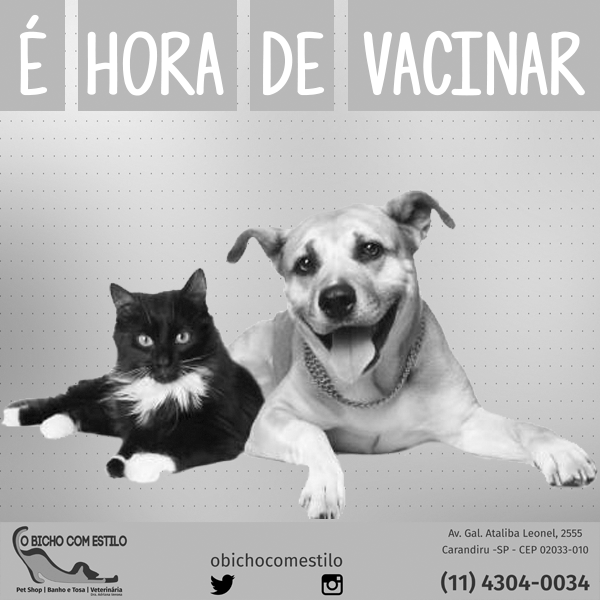 É HORA DE VACINAR
O BICHO COM ESTILO
Pet Shop | Banho e Tosa | Veterinária
obichocomestilo
Av. Gal. Ataliba Leonel, 2555
Carandiru -SP - CEP 02033-010
(11) 4304-0034